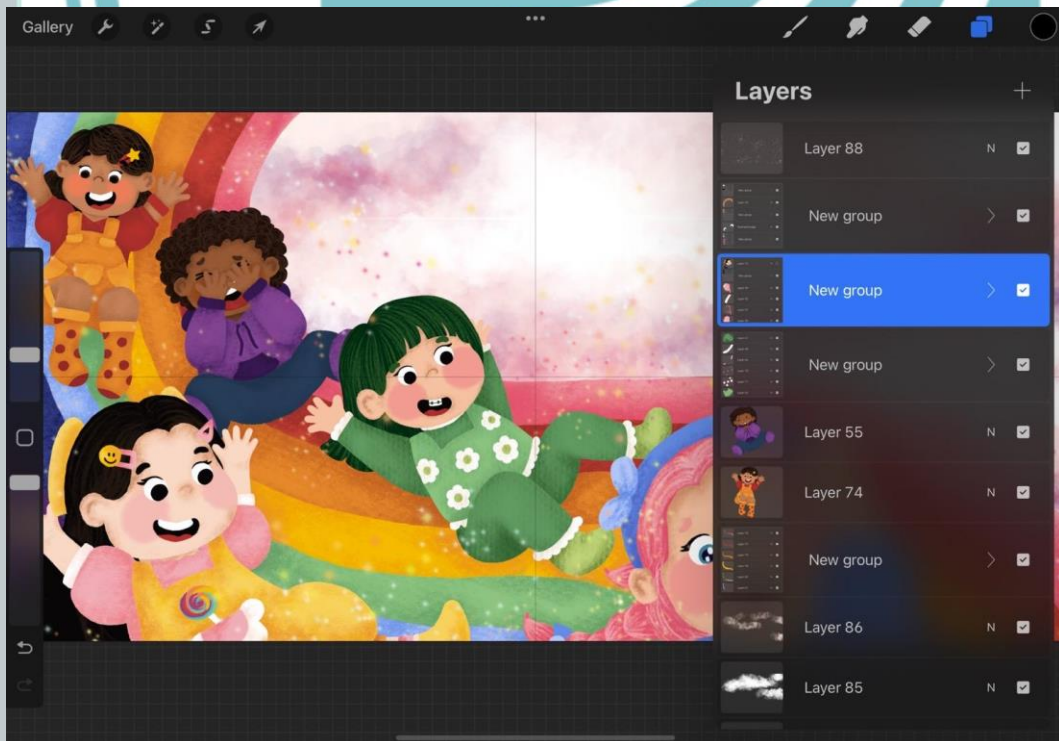 Gallery
Layers
Layer 88 N
New group
New group
New group
Layer 55 N
Layer 74 N
New group
Layer 86 N
Layer 85 N